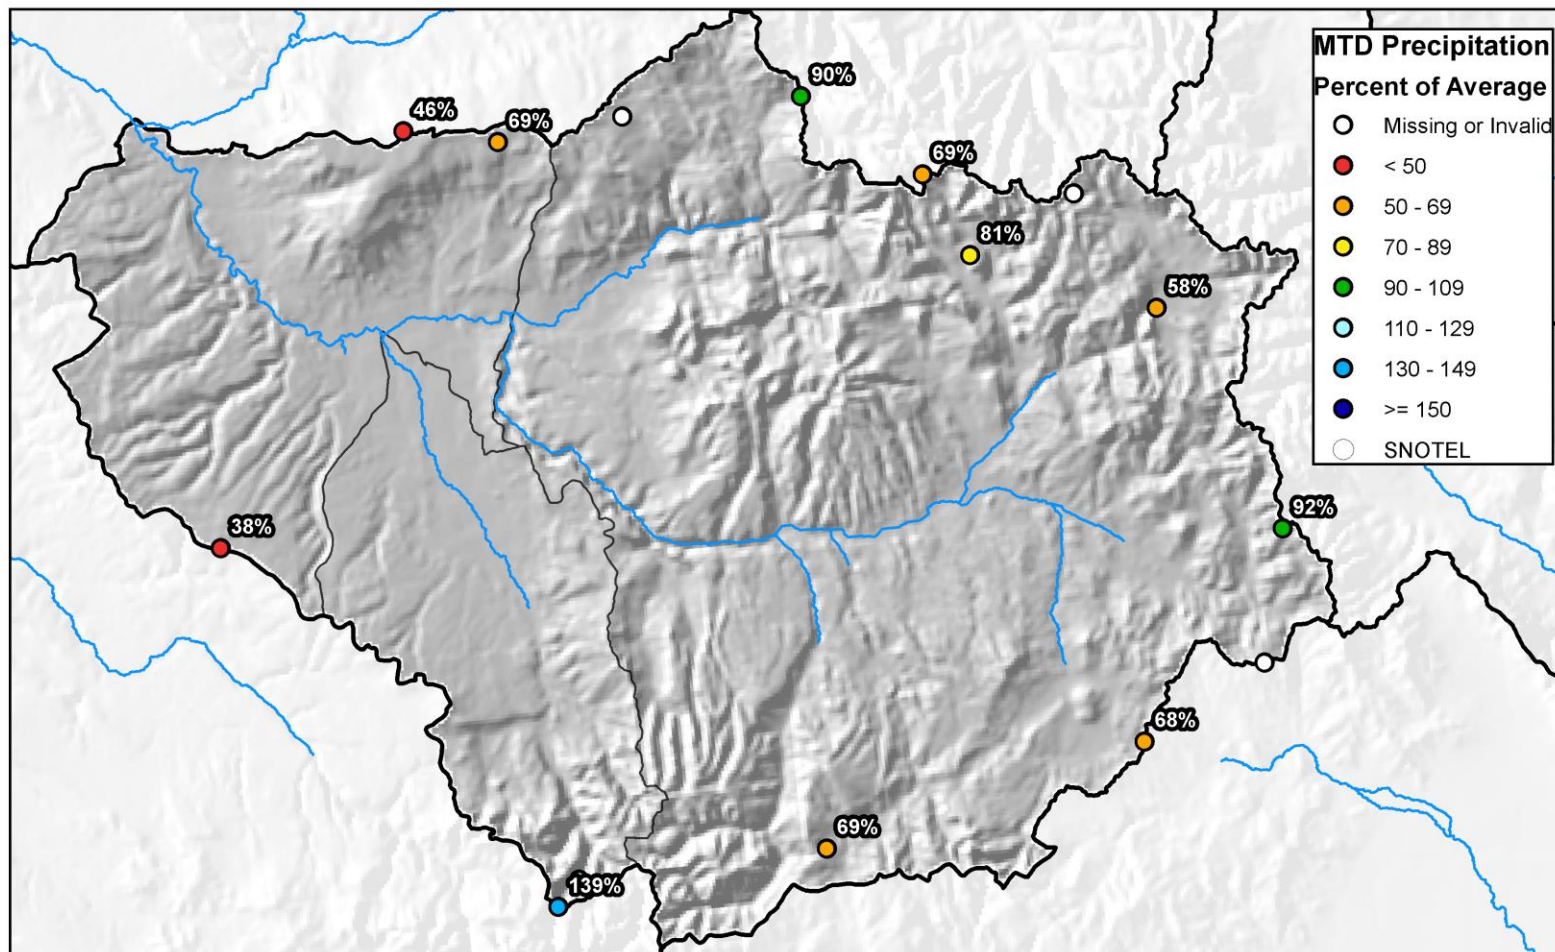 MTD Precipitation
Percent of Average
Missing or Invalid
< 50
50 - 69
70 - 89
90 - 109
110 - 129
130 - 149
>= 150
SNOTEL
90%
46%
69%
69%
81%
58%
92%
38%
68%
69%
139%